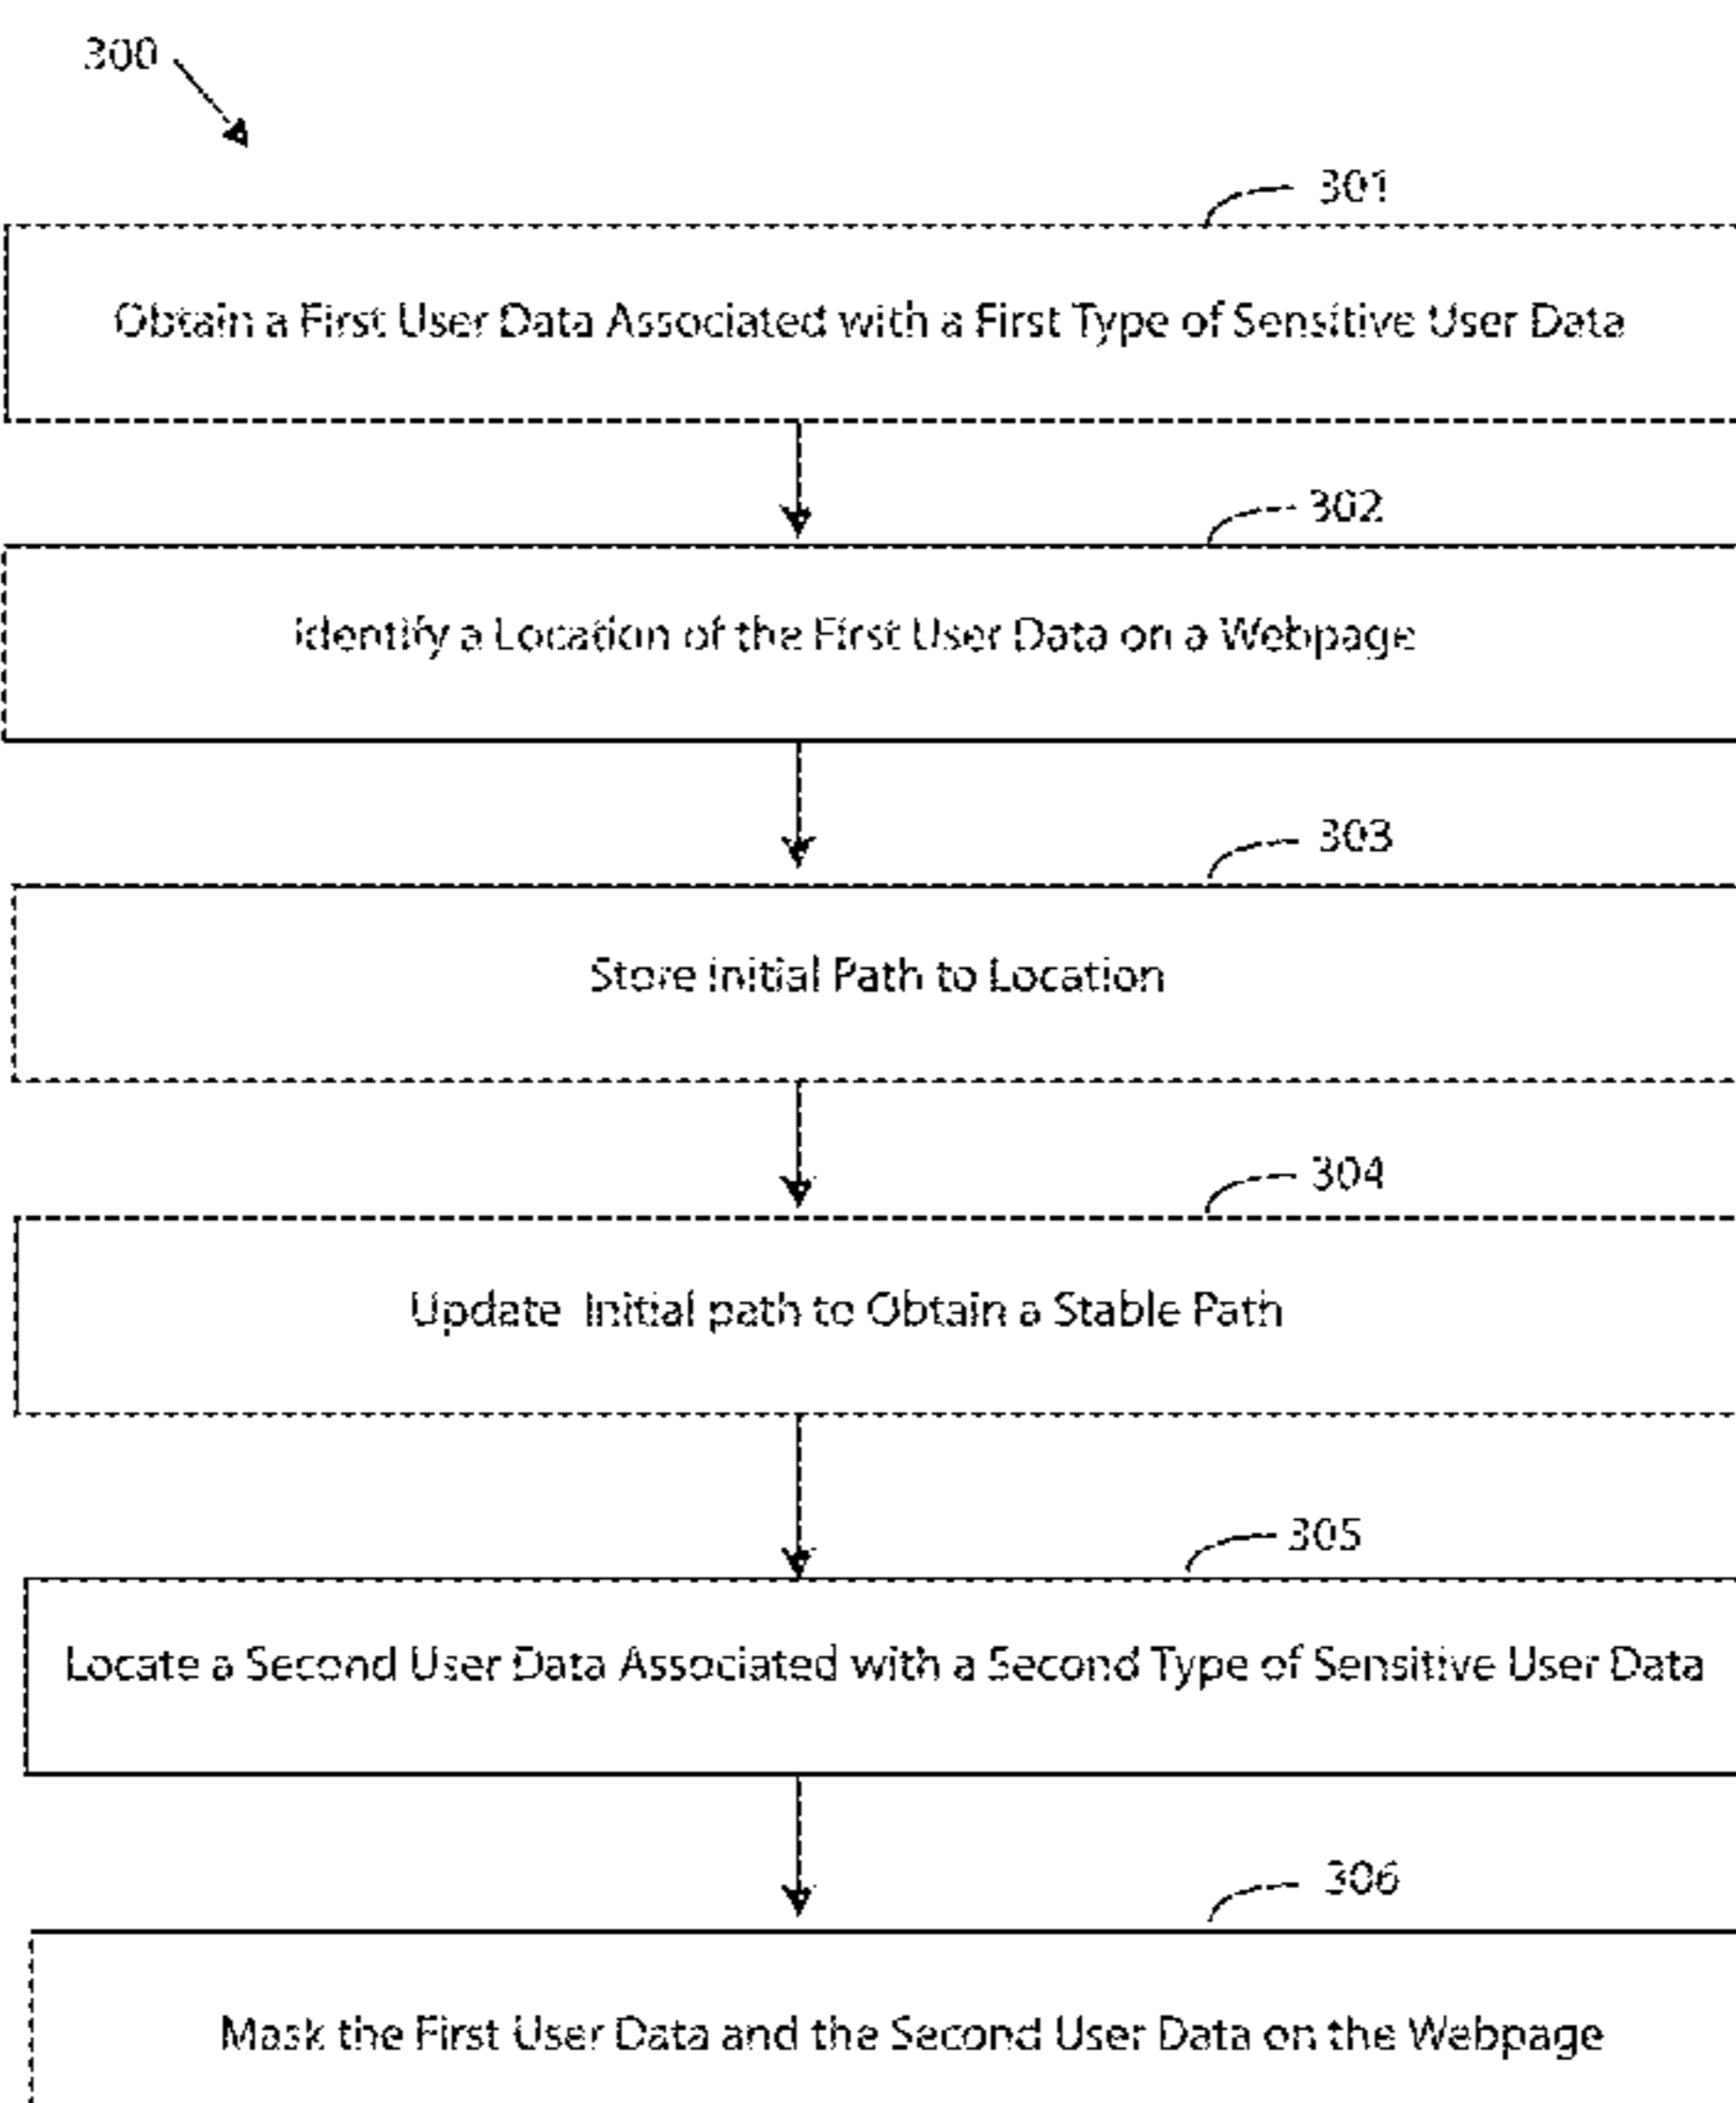 300
301
Obtain a First User Data Associated with a First Type of Sensitive User Data
302
Identify a Location of the First User Data on a Webpage
303
Store Initial Path to Location
304
Update Initial path to Obtain a Stable Path
305
Locate a Second User Data Associated with a Second Type of Sensitive User Data
306
Mask the First User Data and the Second User Data on the Webpage